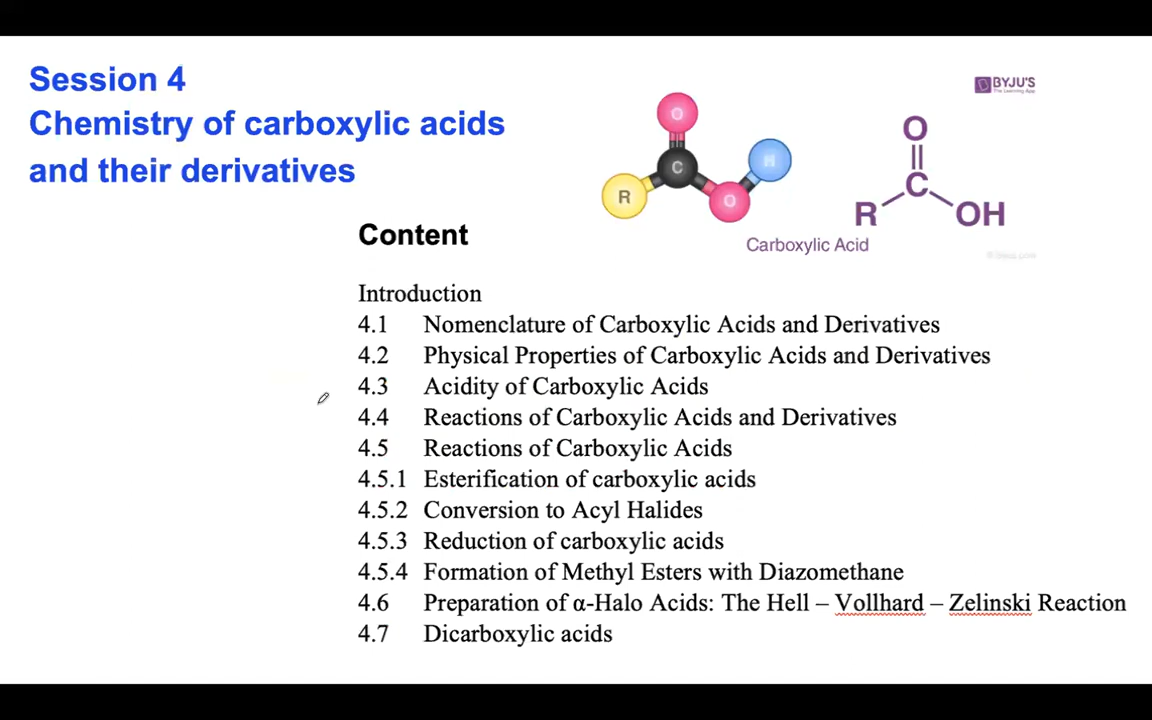 Session 4
Chemistry of carboxylic acids
and their derivatives
BYJU'S
The Learning App
O
C
R
O
H
O
C
R
OH
Carboxylic Acid
Content
Introduction
4.1 Nomenclature of Carboxylic Acids and Derivatives
4.2 Physical Properties of Carboxylic Acids and Derivatives
4.3 Acidity of Carboxylic Acids
4.4 Reactions of Carboxylic Acids and Derivatives
4.5 Reactions of Carboxylic Acids
4.5.1 Esterification of carboxylic acids
4.5.2 Conversion to Acyl Halides
4.5.3 Reduction of carboxylic acids
4.5.4 Formation of Methyl Esters with Diazomethane
4.6 Preparation of α-Halo Acids: The Hell – Vollhard – Zelinski Reaction
4.7 Dicarboxylic acids